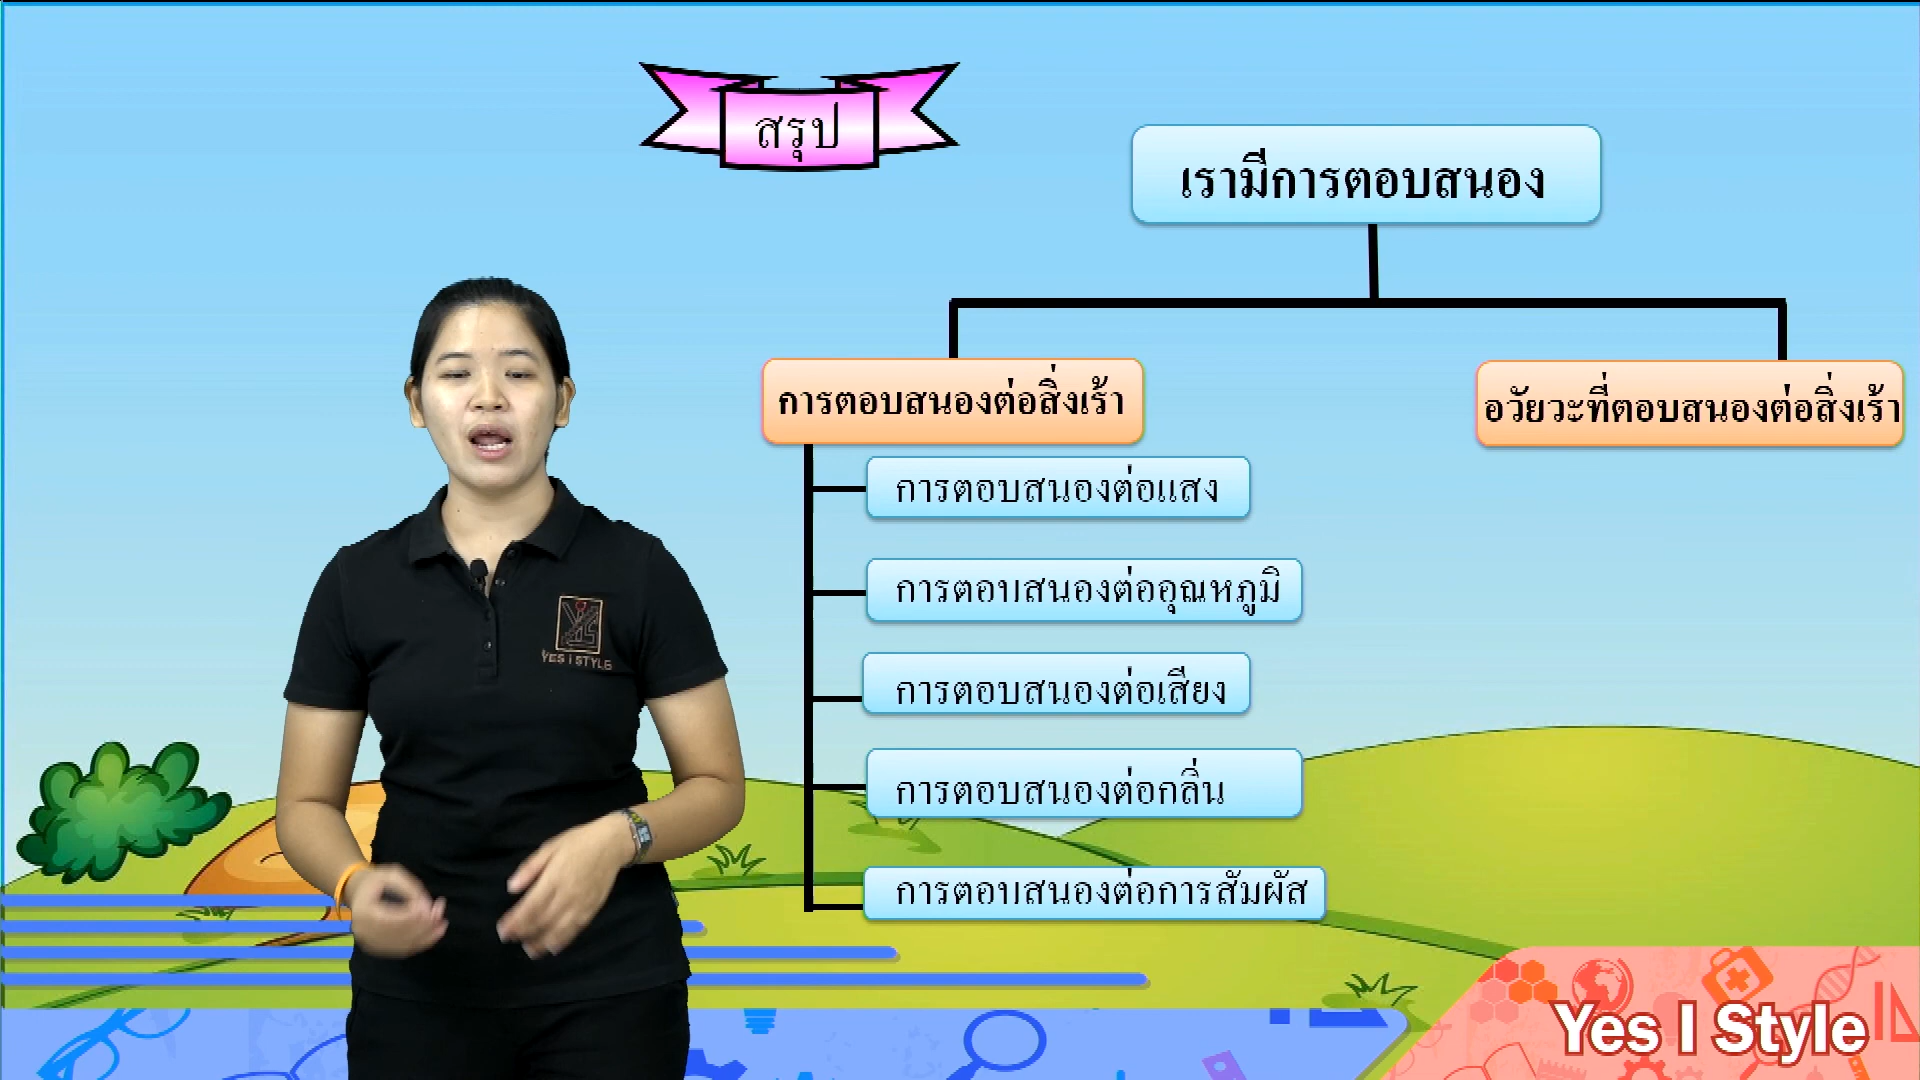 สรุป
เรามีการตอบสนอง
การตอบสนองต่อสิ่งเร้า
อวัยวะที่ตอบสนองต่อสิ่งเร้า
การตอบสนองต่อแสง
การตอบสนองต่ออุณหภูมิ
การตอบสนองต่อเสียง
การตอบสนองต่อกลิ่น
การตอบสนองต่อการสัมผัส
YES I STYLE
Yes I Style